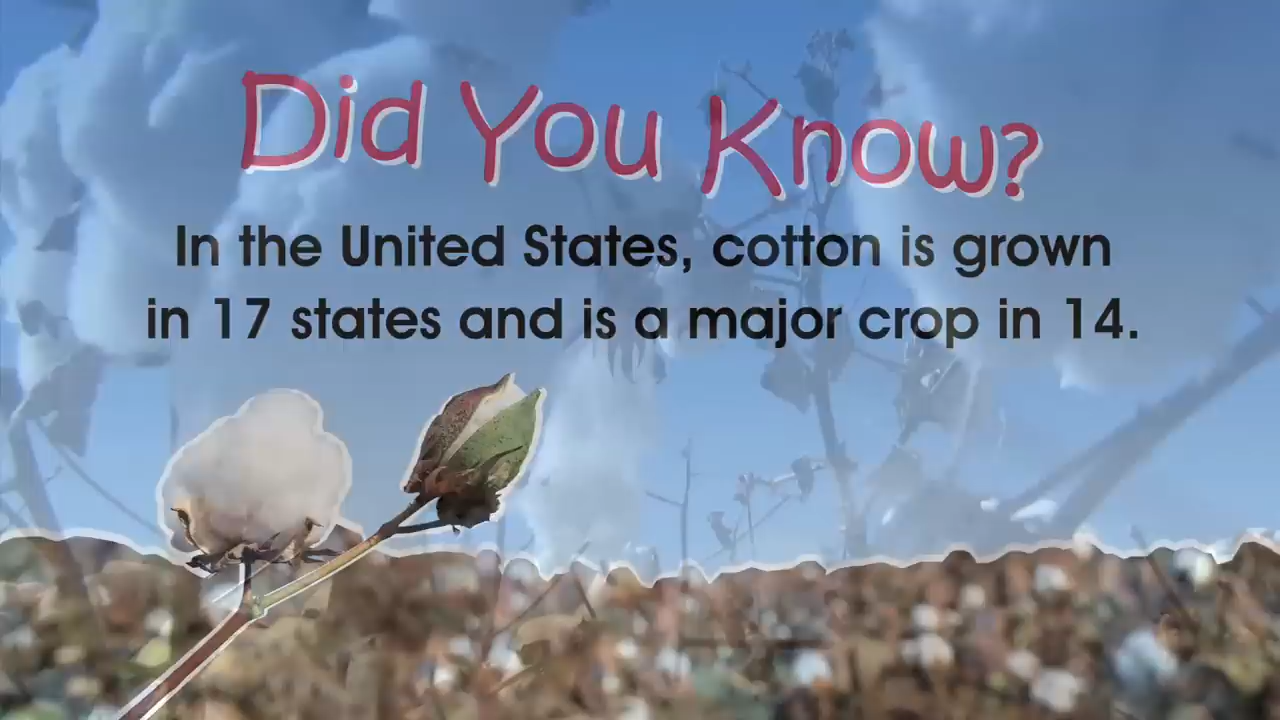 Did You Know?
In the United States, cotton is grown
in 17 states and is a major crop in 14.